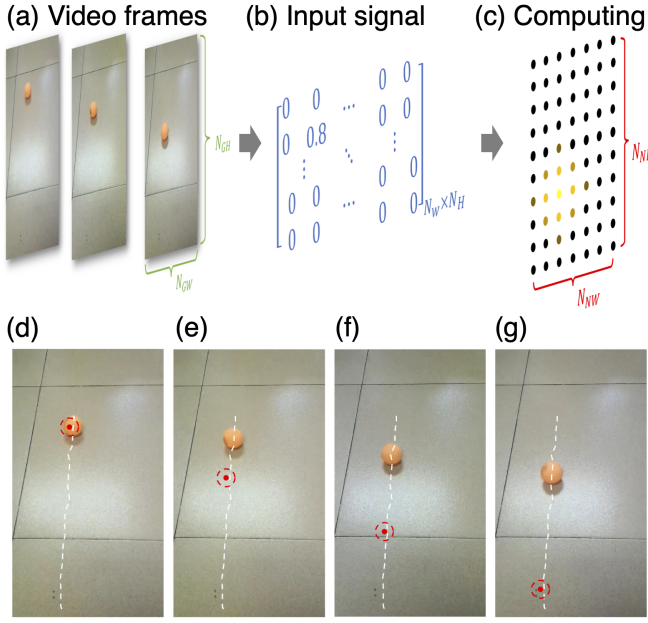 (a) Video frames (b) Input signal (c) Computing
N_GH
N_GW
0 0 ... 0 0
0 0.8 ... 0 0
⋮ ⋱ ⋮
0 0 ... 0 0
0 0 0 0
N_W×N_H
N_NW
(d) (e) (f) (g)